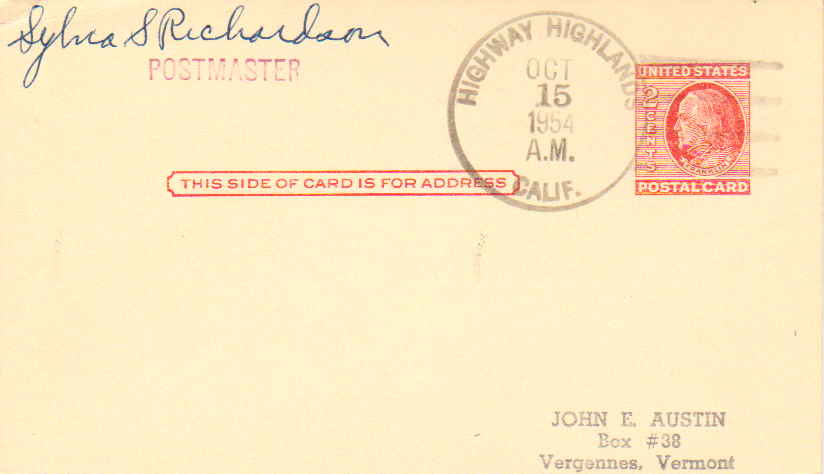 Sylvia S Richardson
POSTMASTER
HIGHWAY HIGHLANDS
OCT
15
1954
A.M.
CALIF.
UNITED STATES
2
CENTS
FRANKLIN
POSTAL CARD
THIS SIDE OF CARD IS FOR ADDRESS
JOHN E. AUSTIN
Box #38
Vergennes, Vermont